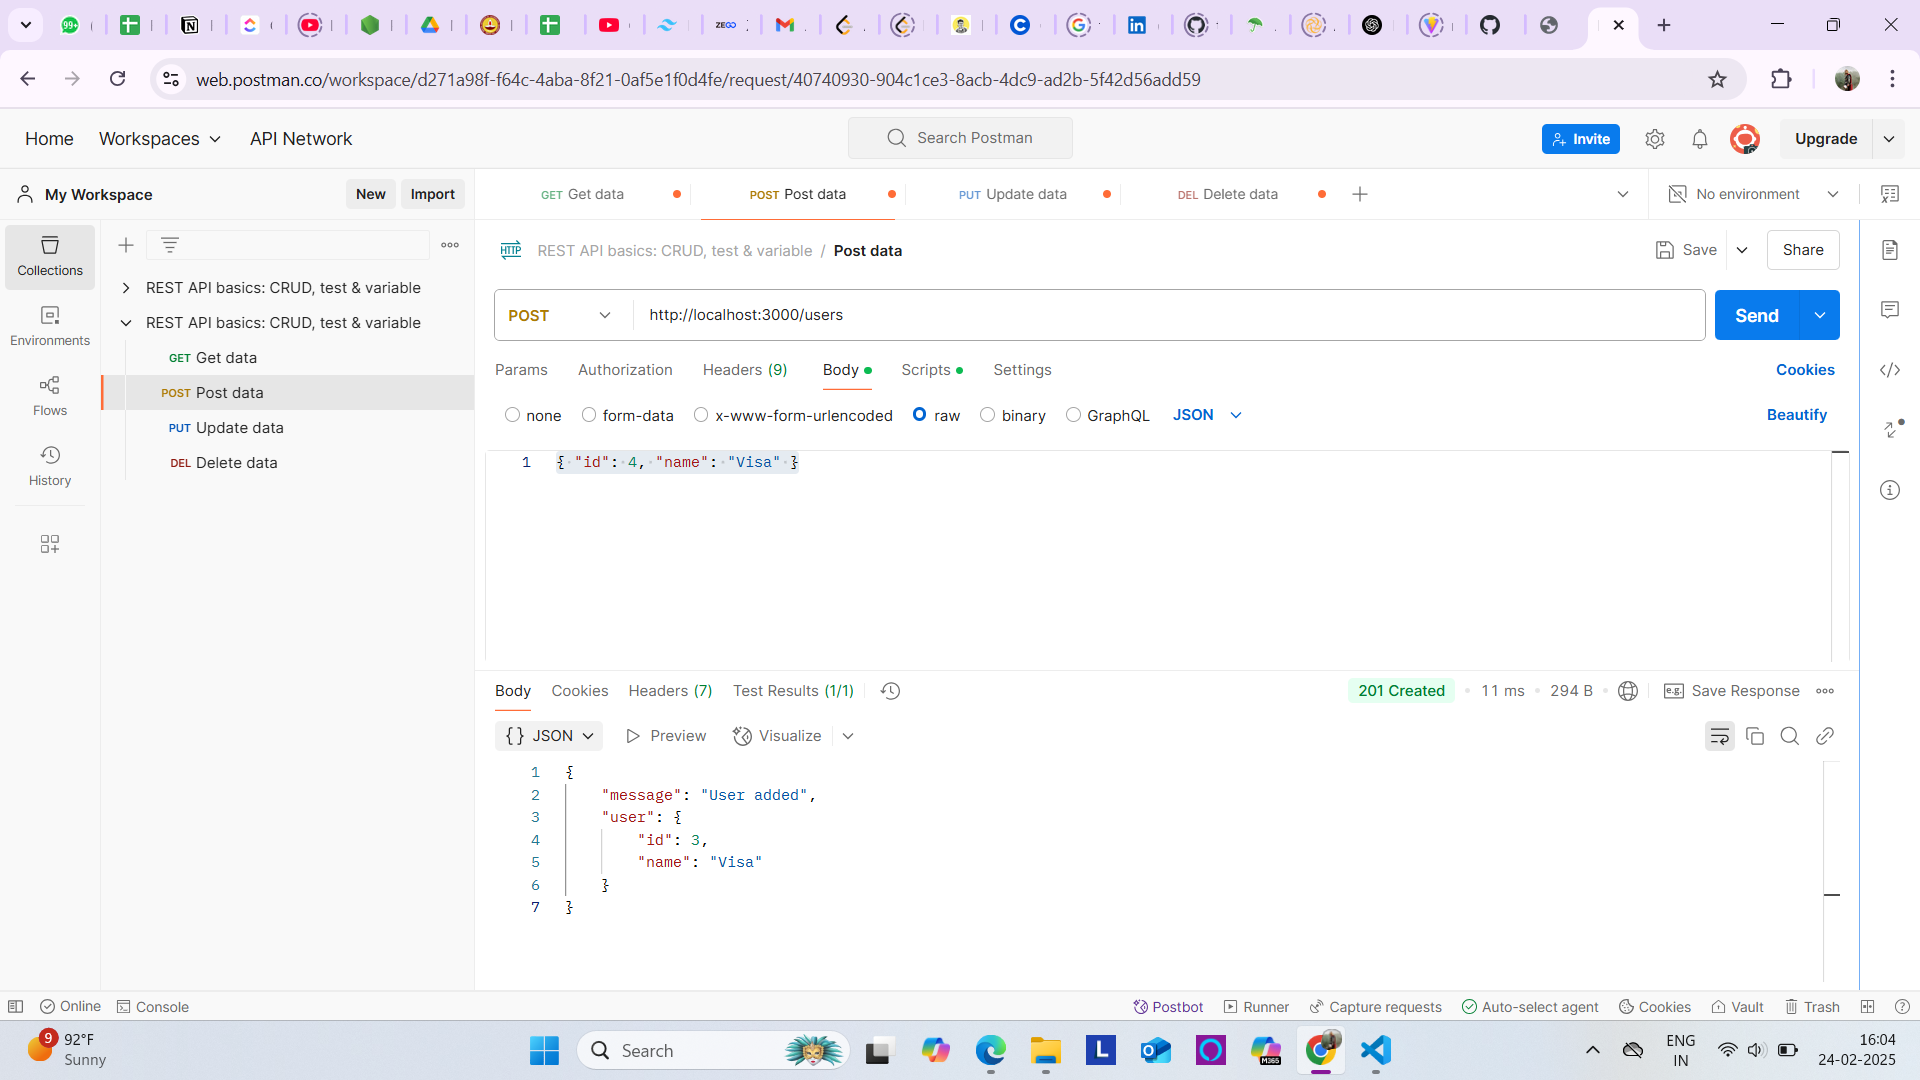 99+
ZEGO
web.postman.co/workspace/d271a98f-f64c-4aba-8f21-0af5e1f0d4fe/request/40740930-904c1ce3-8acb-4dc9-ad2b-5f42d56add59
Home Workspaces API Network Search Postman Invite Upgrade
My Workspace New Import GET Get data POST Post data PUT Update data DEL Delete data No environment
Collections
Environments
Flows
History
REST API basics: CRUD, test & variable
REST API basics: CRUD, test & variable
GET Get data
POST Post data
PUT Update data
DEL Delete data
HTTP REST API basics: CRUD, test & variable / Post data Save Share
POST http://localhost:3000/users Send
Params Authorization Headers (9) Body Scripts Settings Cookies
none form-data x-www-form-urlencoded raw binary GraphQL JSON Beautify
1 { "id": 4, "name": "Visa" }
Body Cookies Headers (7) Test Results (1/1) 201 Created 11 ms 294 B e.g. Save Response
{} JSON Preview Visualize
1 {
2 "message": "User added",
3 "user": {
4 "id": 3,
5 "name": "Visa"
6 }
7 }
Online Console Postbot Runner Capture requests Auto-select agent Cookies Vault Trash
9 92°F
Sunny
Search
L
M365
ENG
IN
16:04
24-02-2025